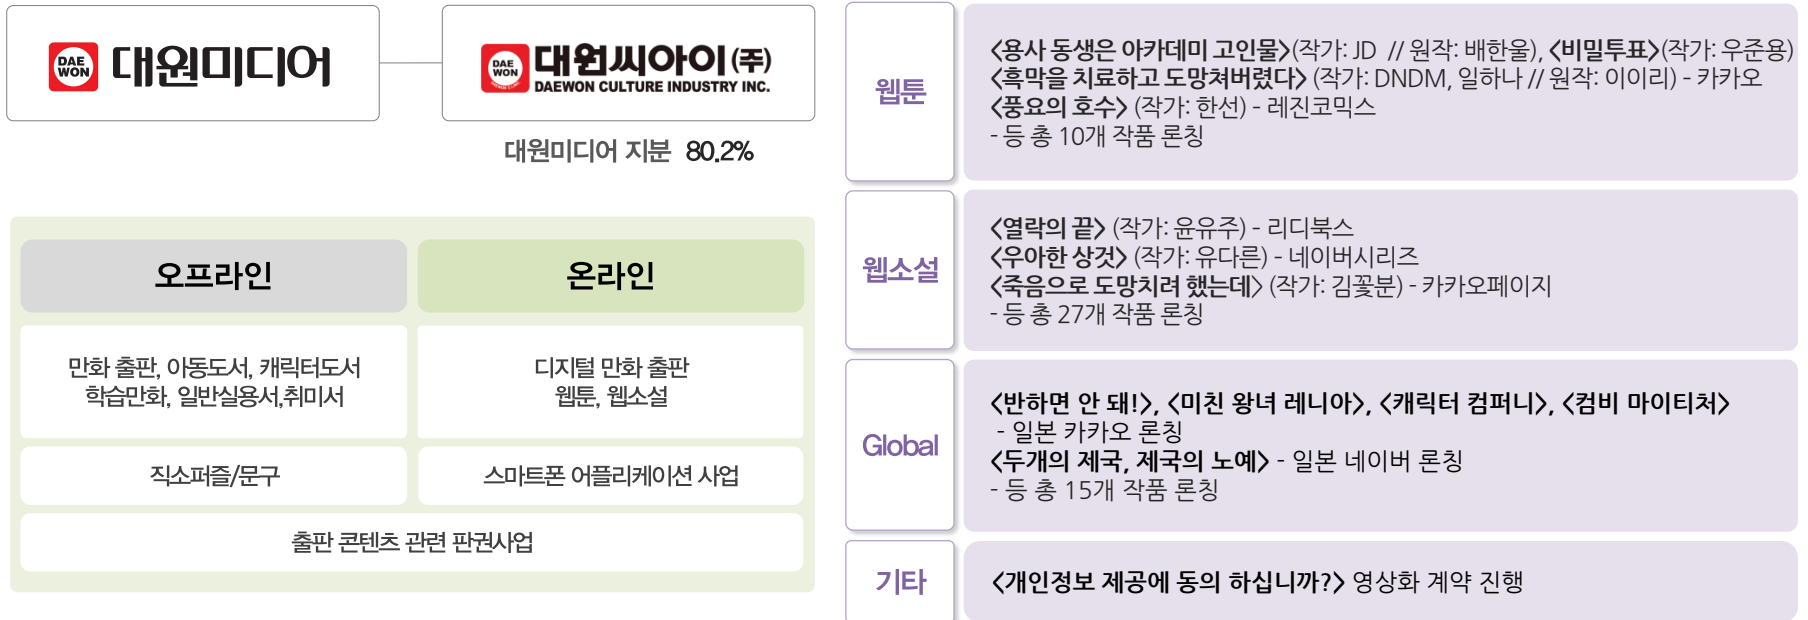 DAE WON 대원미디어
DAE WON 대원씨아이(주)
DAEWON CULTURE INDUSTRY INC.
대원미디어 지분 80.2%
오프라인
온라인
만화 출판, 아동도서, 캐릭터도서
학습만화, 일반실용서,취미서
디지털 만화 출판
웹툰, 웹소설
직소퍼즐/문구
스마트폰 어플리케이션 사업
출판 콘텐츠 관련 판권사업
웹툰
<용사 동생은 아카데미 고인물>(작가: JD // 원작: 배한울), <비밀투표>(작가: 우준용)
<흑막을 치료하고 도망쳐버렸다> (작가: DNDM, 일하나 // 원작: 이이리) - 카카오
<풍요의 호수> (작가: 한선) - 레진코믹스
- 등 총 10개 작품 론칭
웹소설
<열락의 끝> (작가: 윤유주) - 리디북스
<우아한 상것> (작가: 유다른) - 네이버시리즈
<죽음으로 도망치려 했는데> (작가: 김꽃분) - 카카오페이지
- 등 총 27개 작품 론칭
Global
<반하면 안 돼!>, <미친 왕녀 레니아>, <캐릭터 컴퍼니>, <컴비 마이티처>
- 일본 카카오 론칭
<두개의 제국, 제국의 노예> - 일본 네이버 론칭
- 등 총 15개 작품 론칭
기타
<개인정보 제공에 동의 하십니까?> 영상화 계약 진행